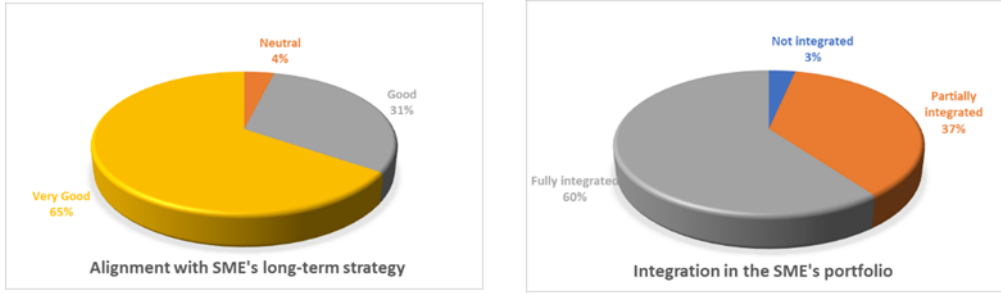 Neutral
4%
Good
31%
Very Good
65%
Alignment with SME's long-term strategy
Not integrated
3%
Partially
integrated
37%
Fully integrated
60%
Integration in the SME's portfolio